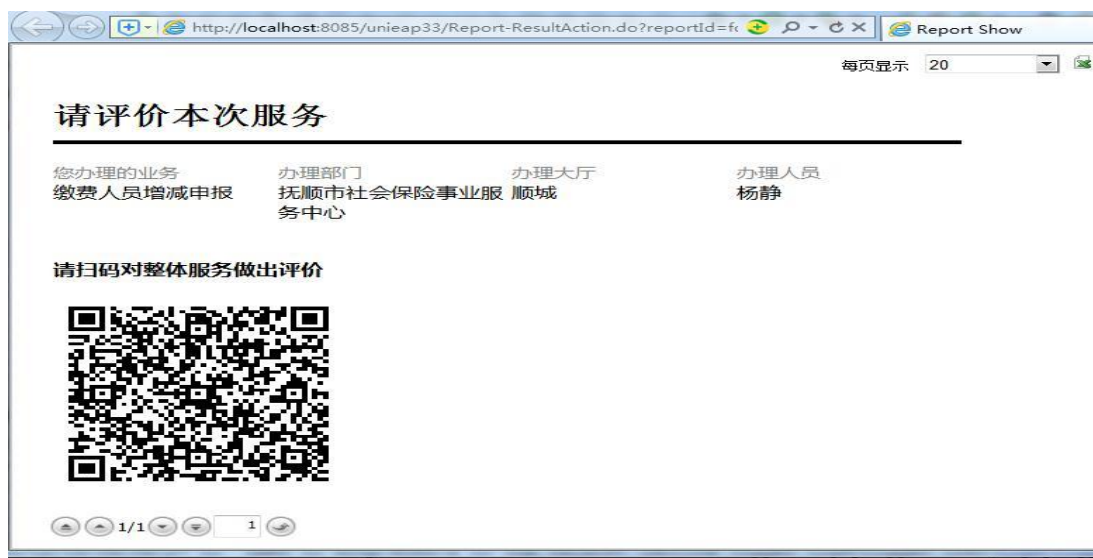 http://localhost:8085/unieap33/Report-ResultAction.do?reportId=f
Report Show
每页显示 20
请评价本次服务
您办理的业务 办理部门 办理大厅 办理人员
缴费人员增减申报 抚顺市社会保险事业服 顺城 杨静
务中心
请扫码对整体服务做出评价
1/1 1